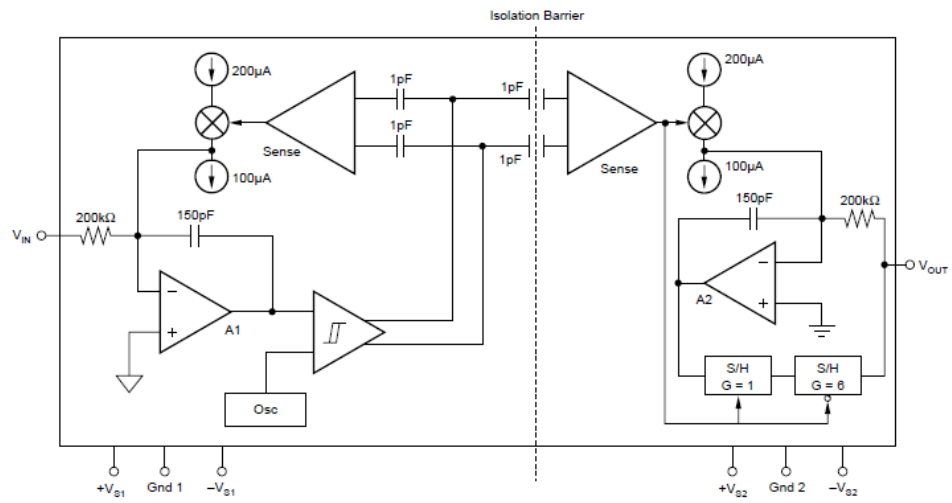 Isolation Barrier
200µA
200µA
1pF
1pF
1pF
1pF
Sense
Sense
100µA
100µA
200kΩ
150pF
150pF
200kΩ
VIN
VOUT
A1
A2
S/H
G = 1
S/H
G = 6
Osc
+VS1
Gnd 1
–VS1
+VS2
Gnd 2
–VS2